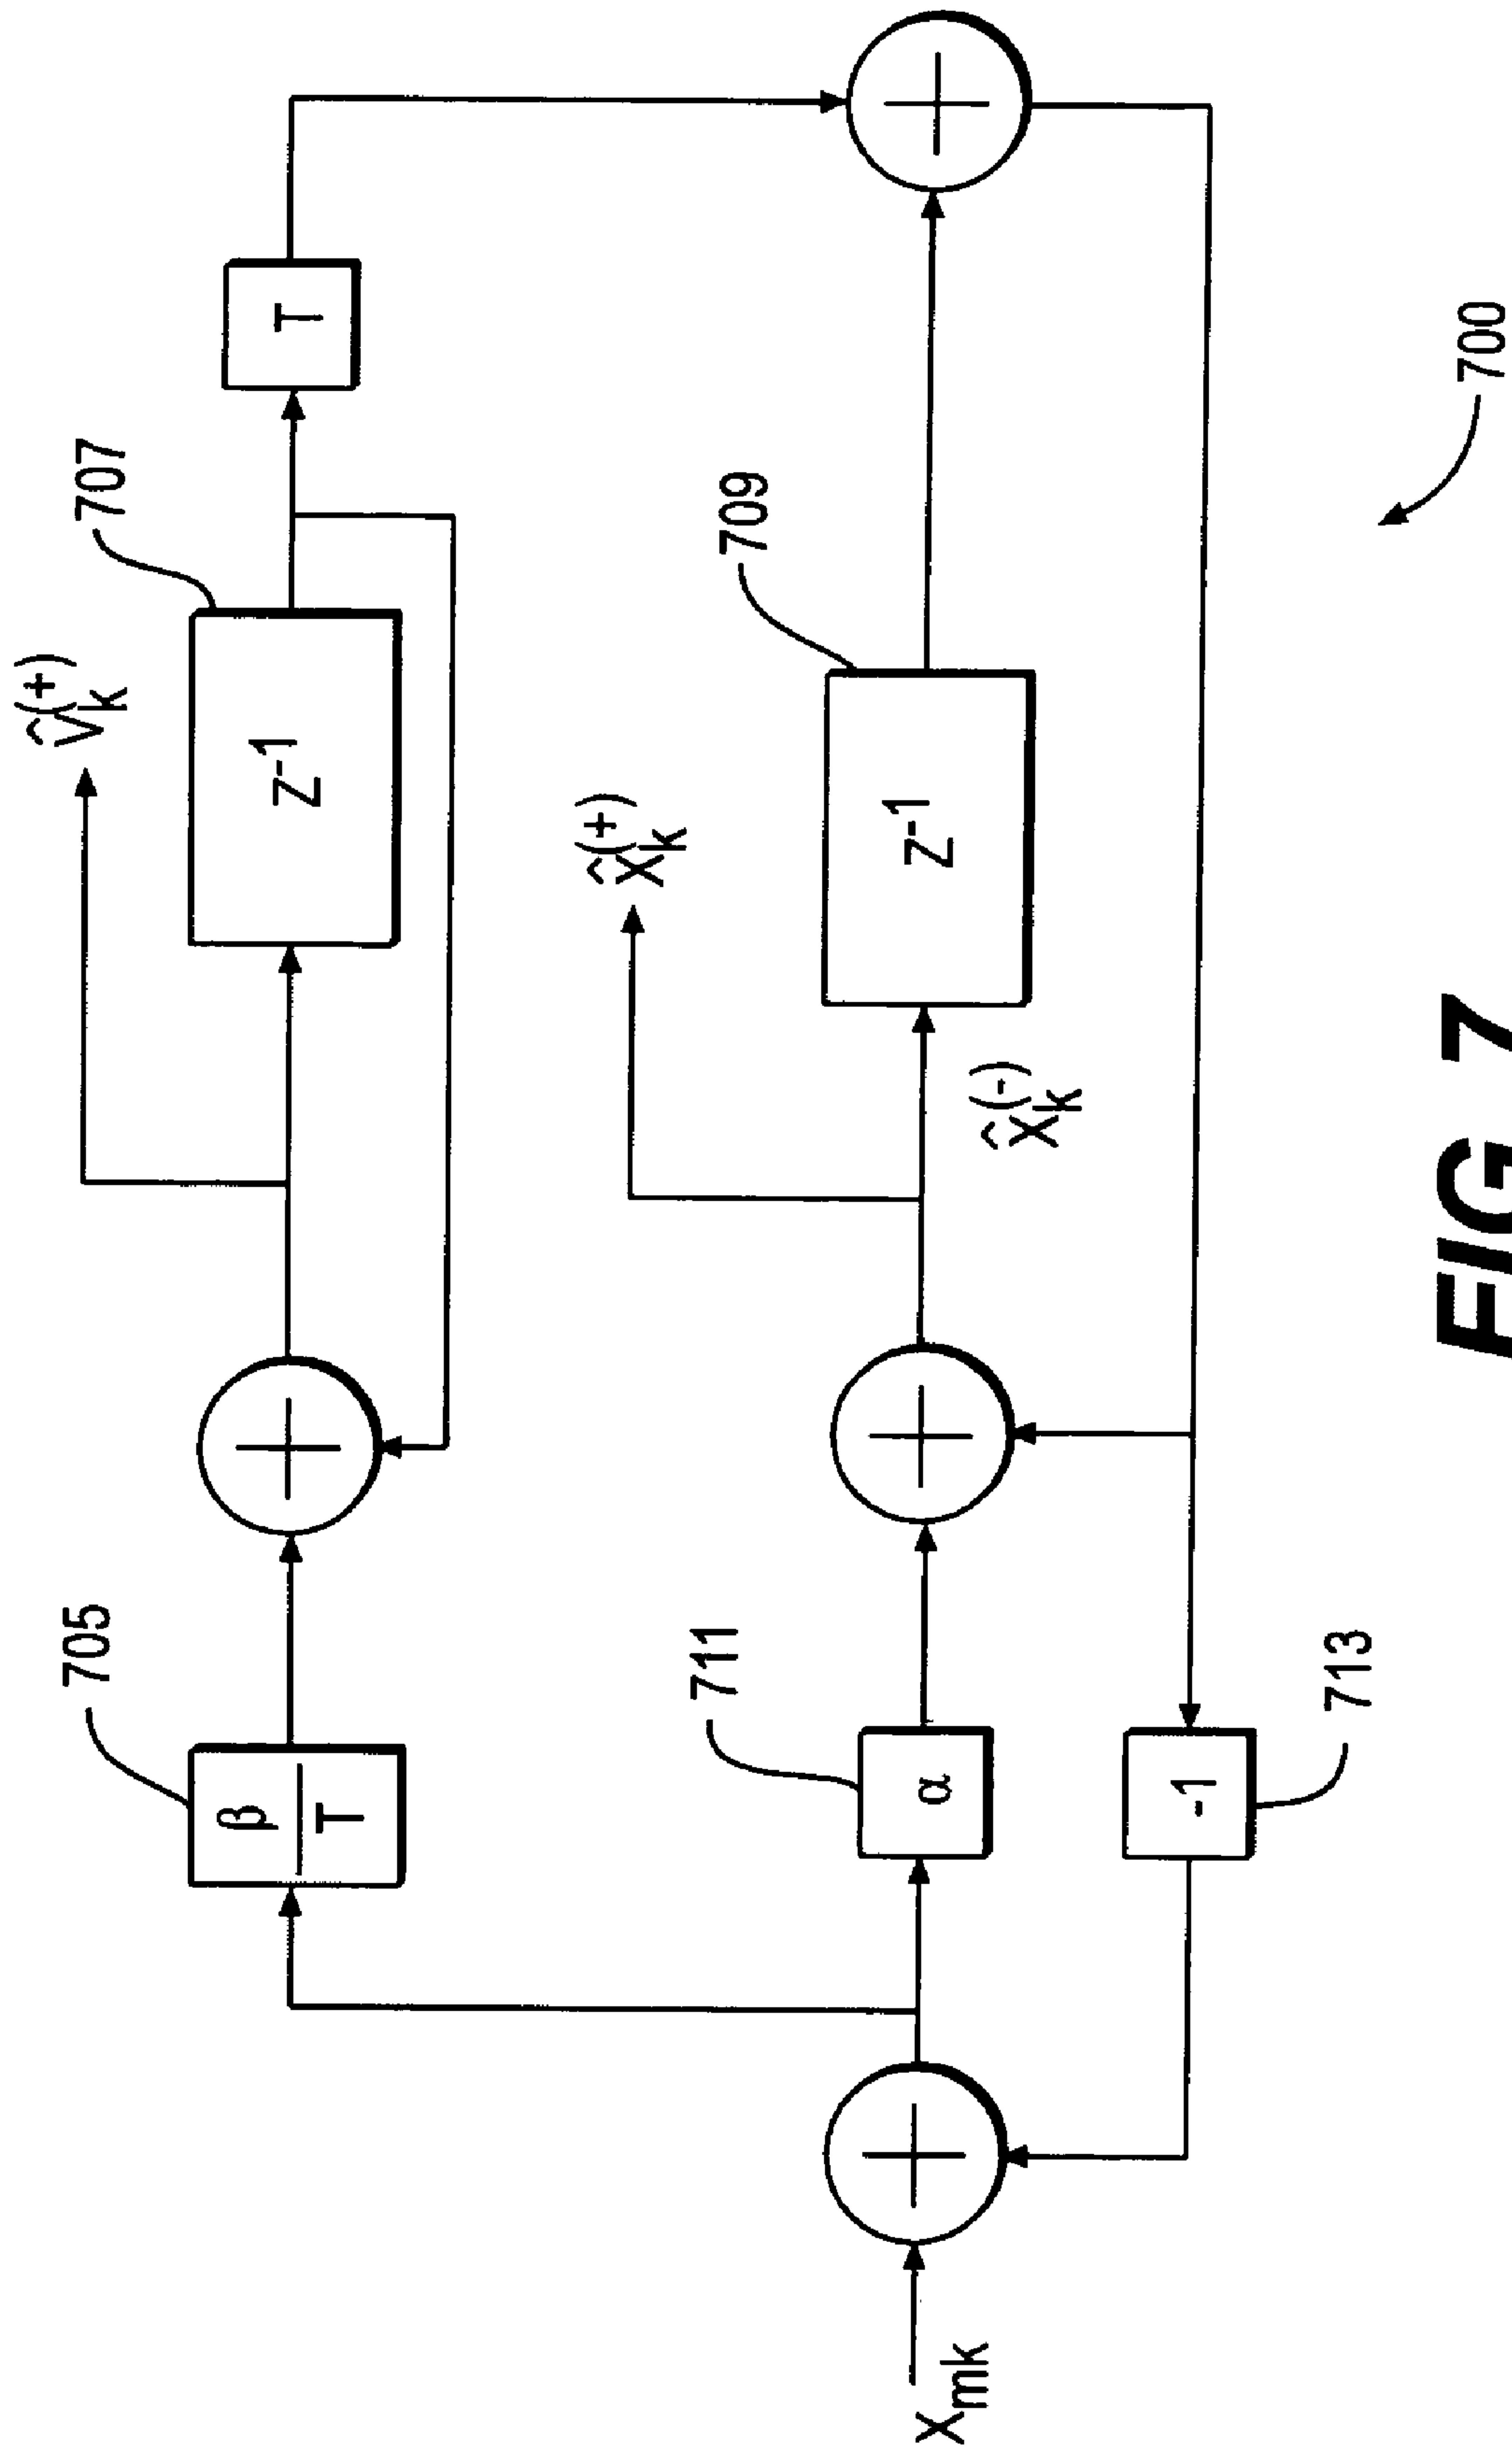 705
β
T
V̂k(+)
707
z-1
T
Xmk
711
α
X̂k(+)
X̂k(-)
709
z-1
-1
713
700
FIG 7